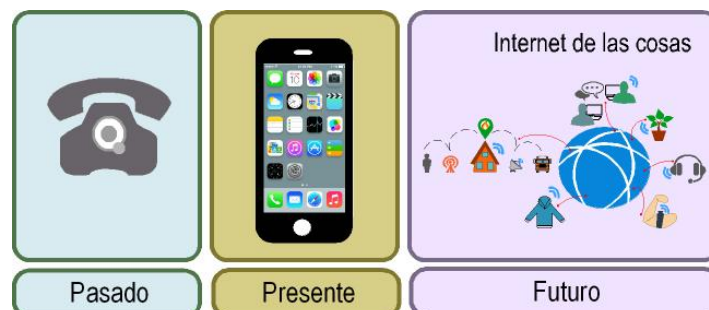 Internet de las cosas
Pasado
Presente
Futuro